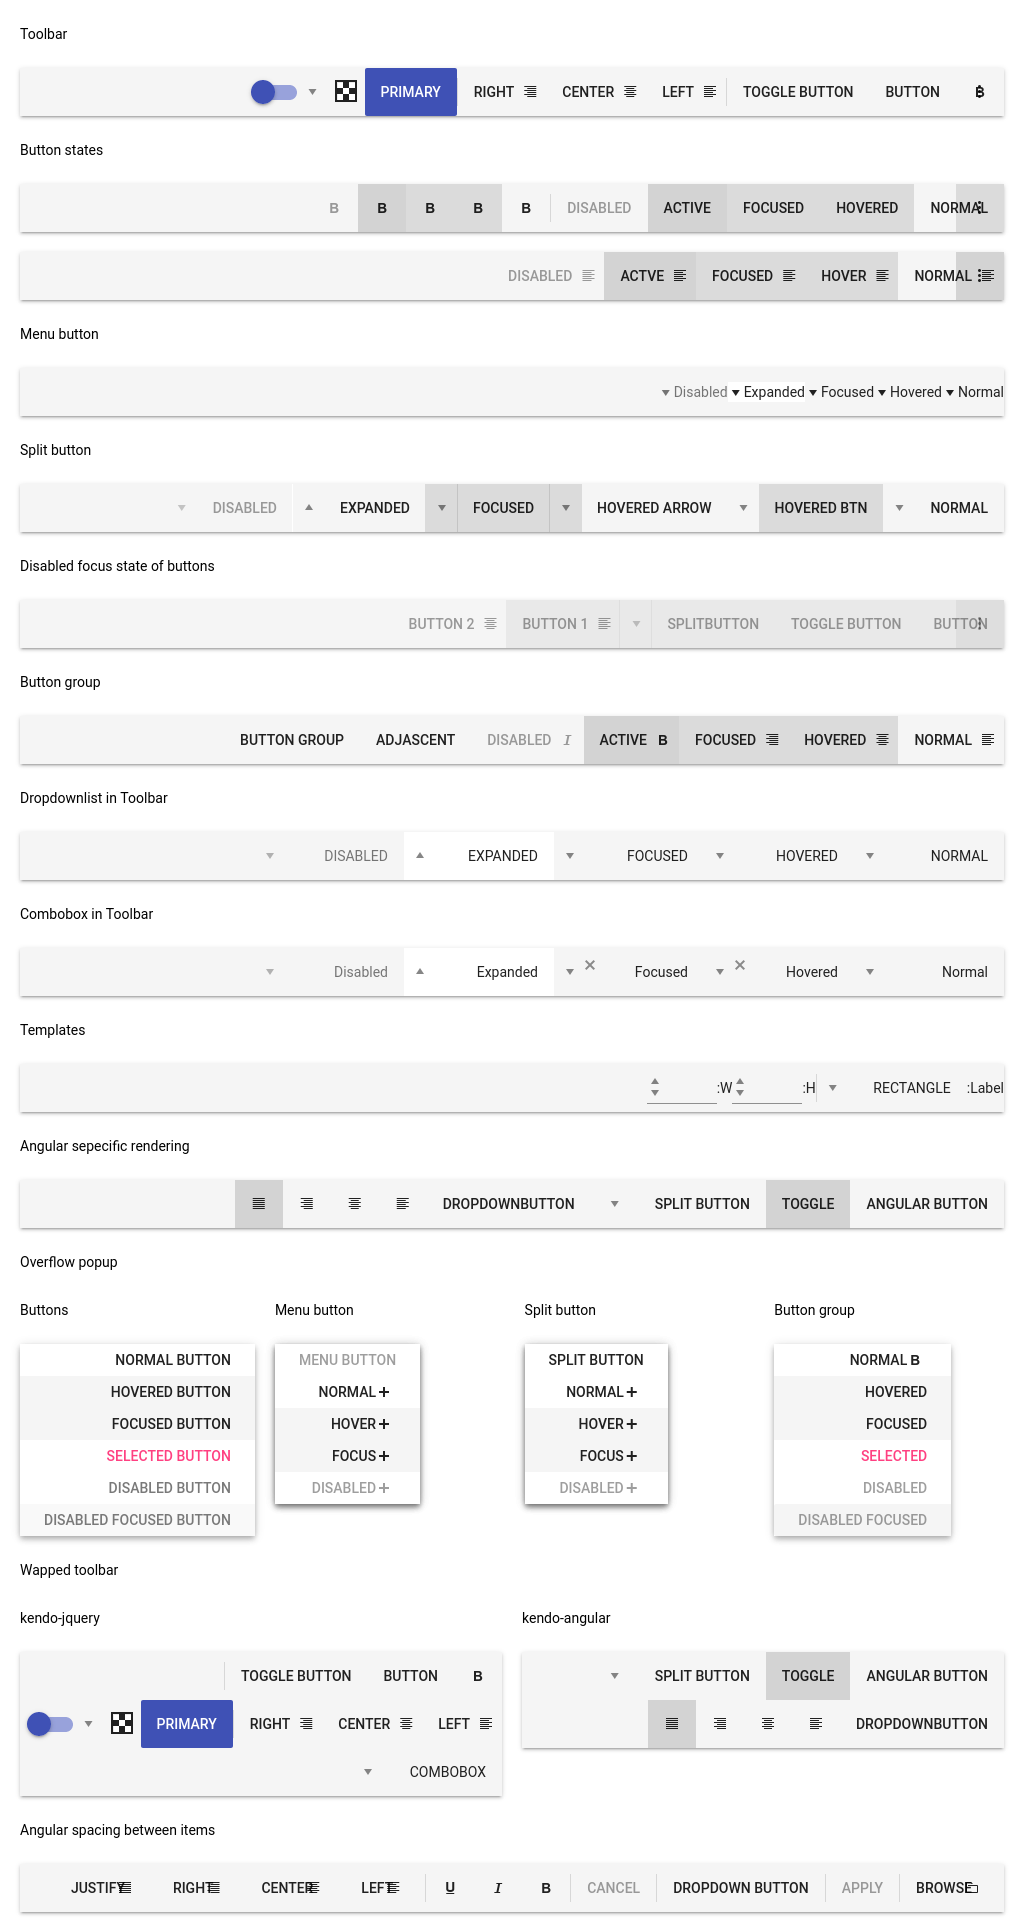 Toolbar
PRIMARY RIGHT CENTER LEFT TOGGLE BUTTON BUTTON
Button states
B B B B B DISABLED ACTIVE FOCUSED HOVERED NORMAL
DISABLED ACTVE FOCUSED HOVER NORMAL
Menu button
Disabled Expanded Focused Hovered Normal
Split button
DISABLED EXPANDED FOCUSED HOVERED ARROW HOVERED BTN NORMAL
Disabled focus state of buttons
BUTTON 2 BUTTON 1 SPLITBUTTON TOGGLE BUTTON BUTTON
Button group
BUTTON GROUP ADJASCENT DISABLED I ACTIVE B FOCUSED HOVERED NORMAL
Dropdownlist in Toolbar
DISABLED EXPANDED FOCUSED HOVERED NORMAL
Combobox in Toolbar
Disabled Expanded Focused Hovered Normal
Templates
:W :H RECTANGLE :Label
Angular sepecific rendering
DROPDOWNBUTTON SPLIT BUTTON TOGGLE ANGULAR BUTTON
Overflow popup
Buttons Menu button Split button Button group
NORMAL BUTTON MENU BUTTON SPLIT BUTTON NORMAL B
HOVERED BUTTON NORMAL NORMAL HOVERED
FOCUSED BUTTON HOVER HOVER FOCUSED
SELECTED BUTTON FOCUS FOCUS SELECTED
DISABLED BUTTON DISABLED DISABLED DISABLED
DISABLED FOCUSED BUTTON DISABLED FOCUSED
Wapped toolbar
kendo-jquery kendo-angular
TOGGLE BUTTON BUTTON B SPLIT BUTTON TOGGLE ANGULAR BUTTON
PRIMARY RIGHT CENTER LEFT DROPDOWNBUTTON
COMBOBOX
Angular spacing between items
JUSTIFY RIGHT CENTER LEFT U I B CANCEL DROPDOWN BUTTON APPLY BROWSE